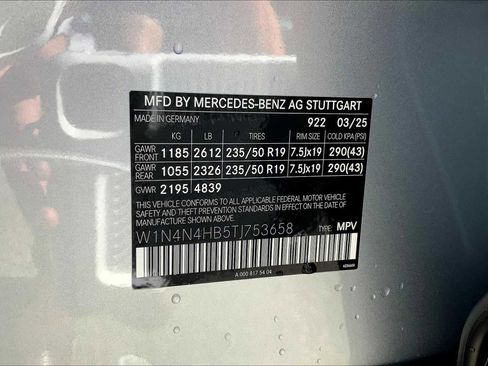 MFD BY MERCEDES-BENZ AG STUTTGART
MADE IN GERMANY 922 03/25
KG LB TIRES RIM SIZE COLD KPA(PSI)
GAWR FRONT 1185 2612 235/50 R19 7.5Jx19 290(43)
GAWR REAR 1055 2326 235/50 R19 7.5Jx19 290(43)
GVWR 2195 4839
THIS VEHICLE CONFORMS TO ALL APPLICABLE FEDERAL MOTOR VEHICLE
SAFETY, BUMPER, AND THEFT PREVENTION STANDARDS IN EFFECT
ON THE DATE OF MANUFACTURE SHOWN ABOVE.
W1N4N4HB5TJ753658 TYPE: MPV
A 000 817 54 04